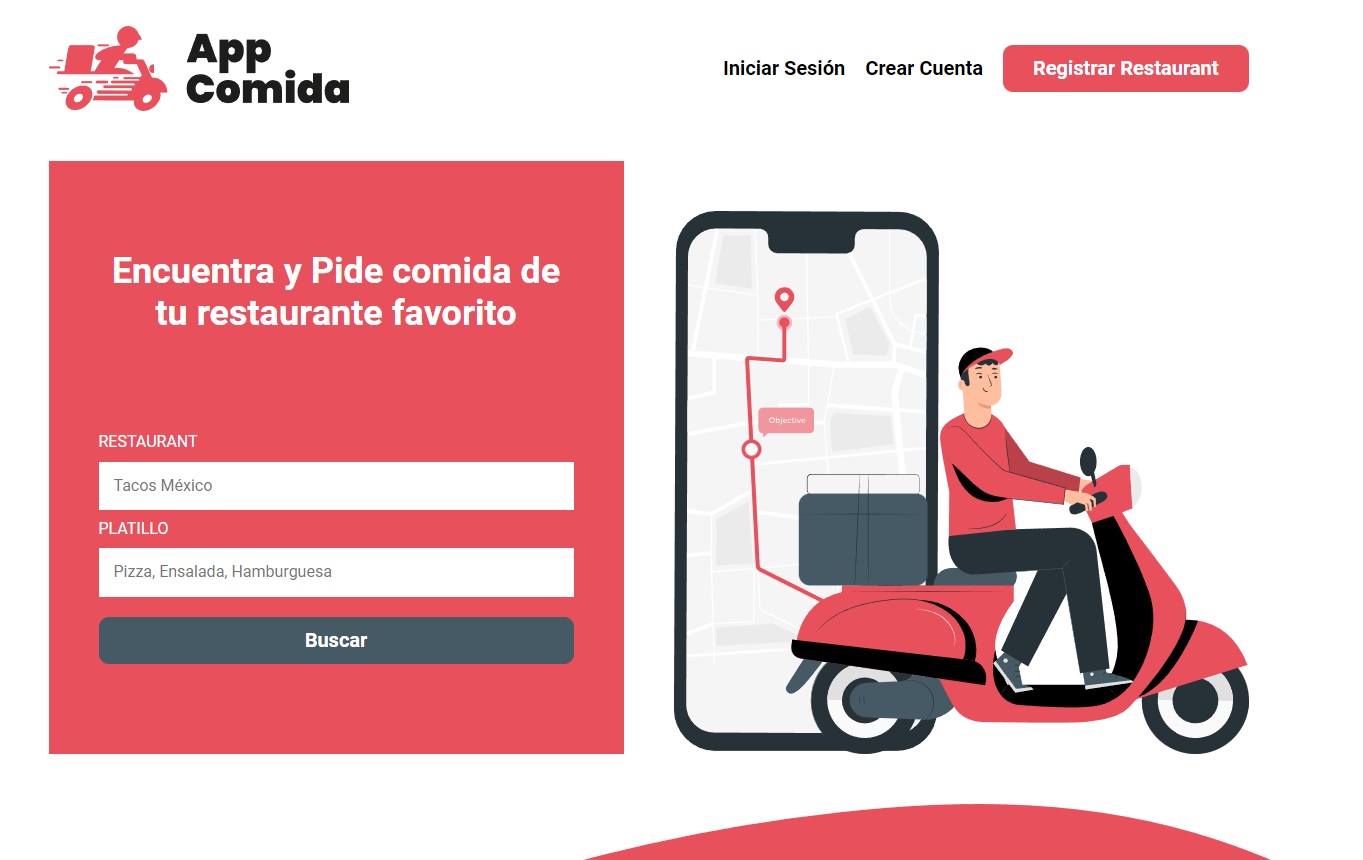 App
Comida
Iniciar Sesión
Crear Cuenta
Registrar Restaurant
Encuentra y Pide comida de
tu restaurante favorito
RESTAURANT
Tacos México
PLATILLO
Pizza, Ensalada, Hamburguesa
Buscar
Objective